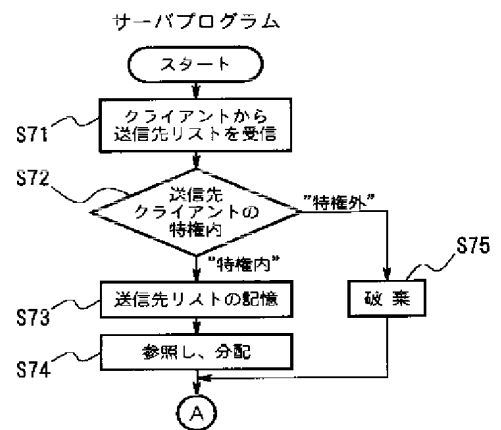 サーバプログラム
スタート
S71
クライアントから
送信先リストを受信
S72
送信先
クライアントの
特権内
"特権外"
"特権内"
S75
破棄
S73
送信先リストの記憶
S74
参照し、分配
A